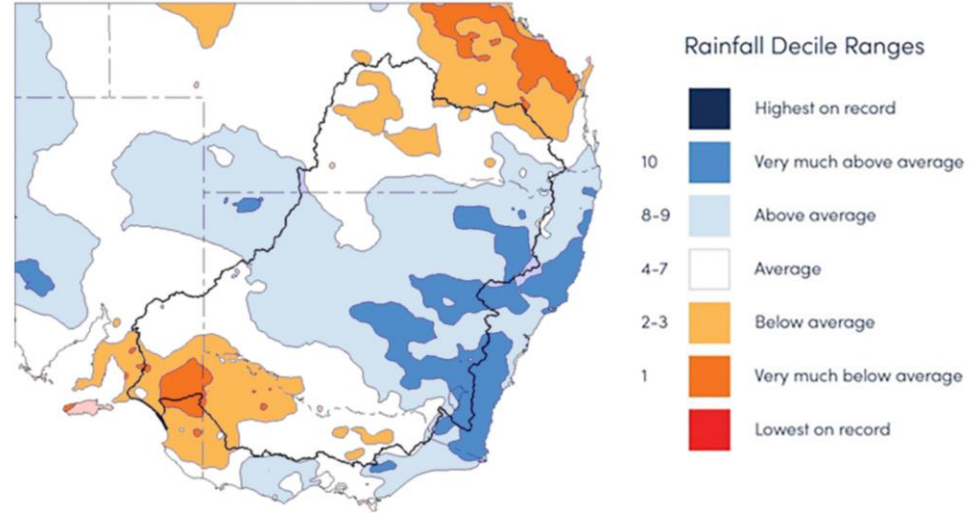 Rainfall Decile Ranges
Highest on record
10 Very much above average
8-9 Above average
4-7 Average
2-3 Below average
1 Very much below average
Lowest on record